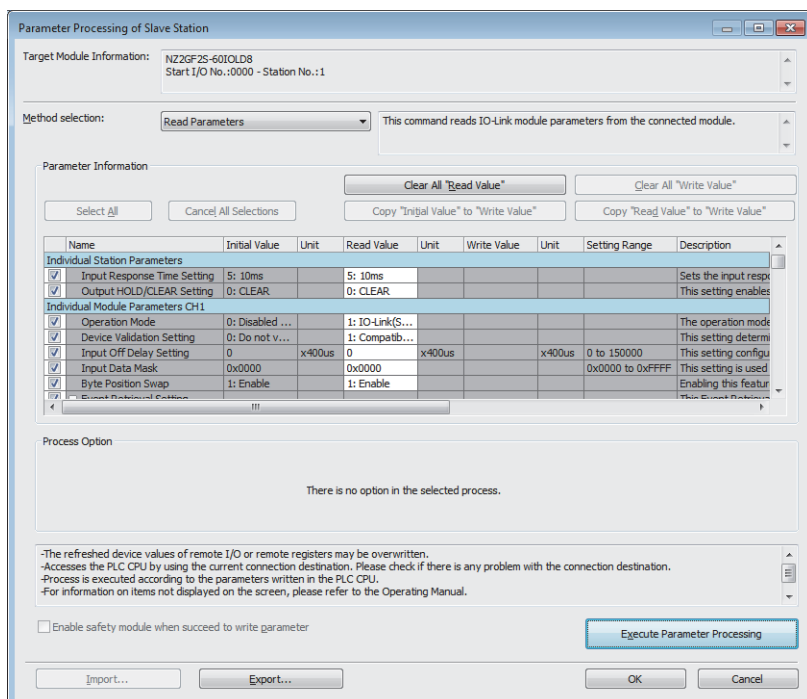 Parameter Processing of Slave Station
Target Module Information:
NZ2GF2S-60IOLD8
Start I/O No.:0000 - Station No.:1
Method selection:
Read Parameters
This command reads IO-Link module parameters from the connected module.
Parameter Information
Clear All "Read Value"
Clear All "Write Value"
Select All
Cancel All Selections
Copy "Initial Value" to "Write Value"
Copy "Read Value" to "Write Value"
Name Initial Value Unit Read Value Unit Write Value Unit Setting Range Description
Individual Station Parameters
Input Response Time Setting 5: 10ms 5: 10ms Sets the input respo
Output HOLD/CLEAR Setting 0: CLEAR 0: CLEAR This setting enables
Individual Module Parameters CH1
Operation Mode 0: Disabled ... 1: IO-Link(S... The operation mode
Device Validation Setting 0: Do not v... 1: Compatib... This setting determi
Input Off Delay Setting 0 x400us 0 x400us x400us 0 to 150000 This setting configu
Input Data Mask 0x0000 0x0000 0x0000 to 0xFFFF This setting is used
Byte Position Swap 1: Enable 1: Enable Enabling this featur
Event Retrieval Setting This Event Retrieva
Process Option
There is no option in the selected process.
-The refreshed device values of remote I/O or remote registers may be overwritten.
-Accesses the PLC CPU by using the current connection destination. Please check if there is any problem with the connection destination.
-Process is executed according to the parameters written in the PLC CPU.
-For information on items not displayed on the screen, please refer to the Operating Manual.
Enable safety module when succeed to write parameter
Execute Parameter Processing
Import...
Export...
OK
Cancel